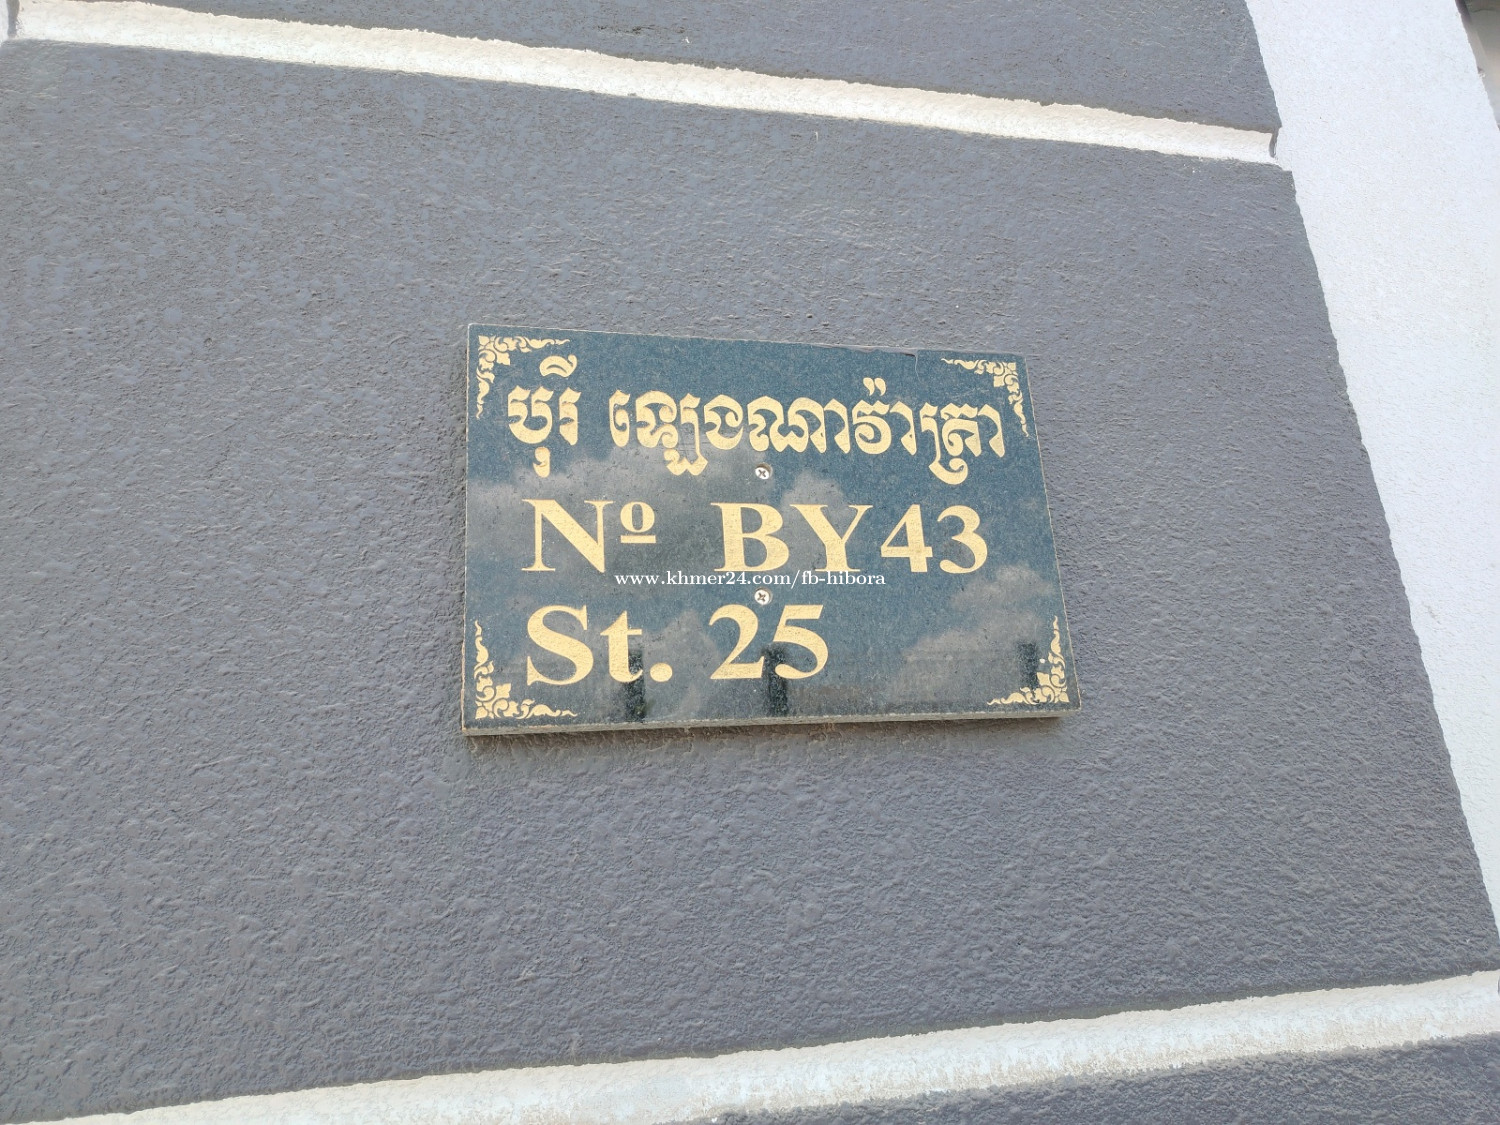 បុរី ឡេងណាវ៉ាត្រា
Nº BY43
www.khmer24.com/fb-hibora
St. 25